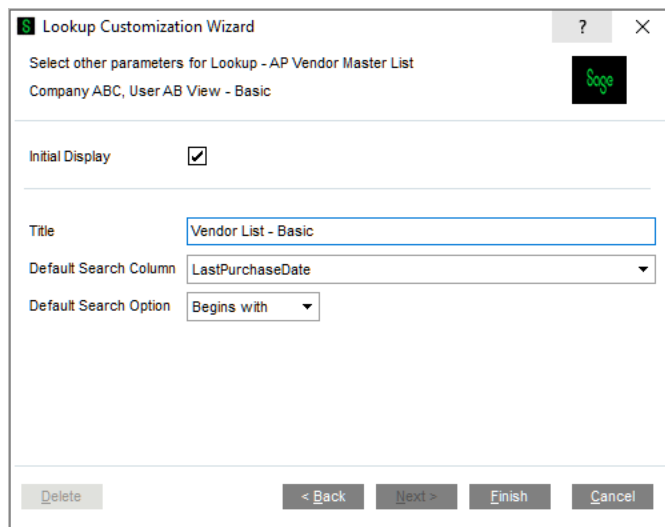 S Lookup Customization Wizard ?
Select other parameters for Lookup - AP Vendor Master List
Company ABC, User AB View - Basic
Sage
Initial Display
Title Vendor List - Basic
Default Search Column LastPurchaseDate
Default Search Option Begins with
Delete < Back Next > Finish Cancel